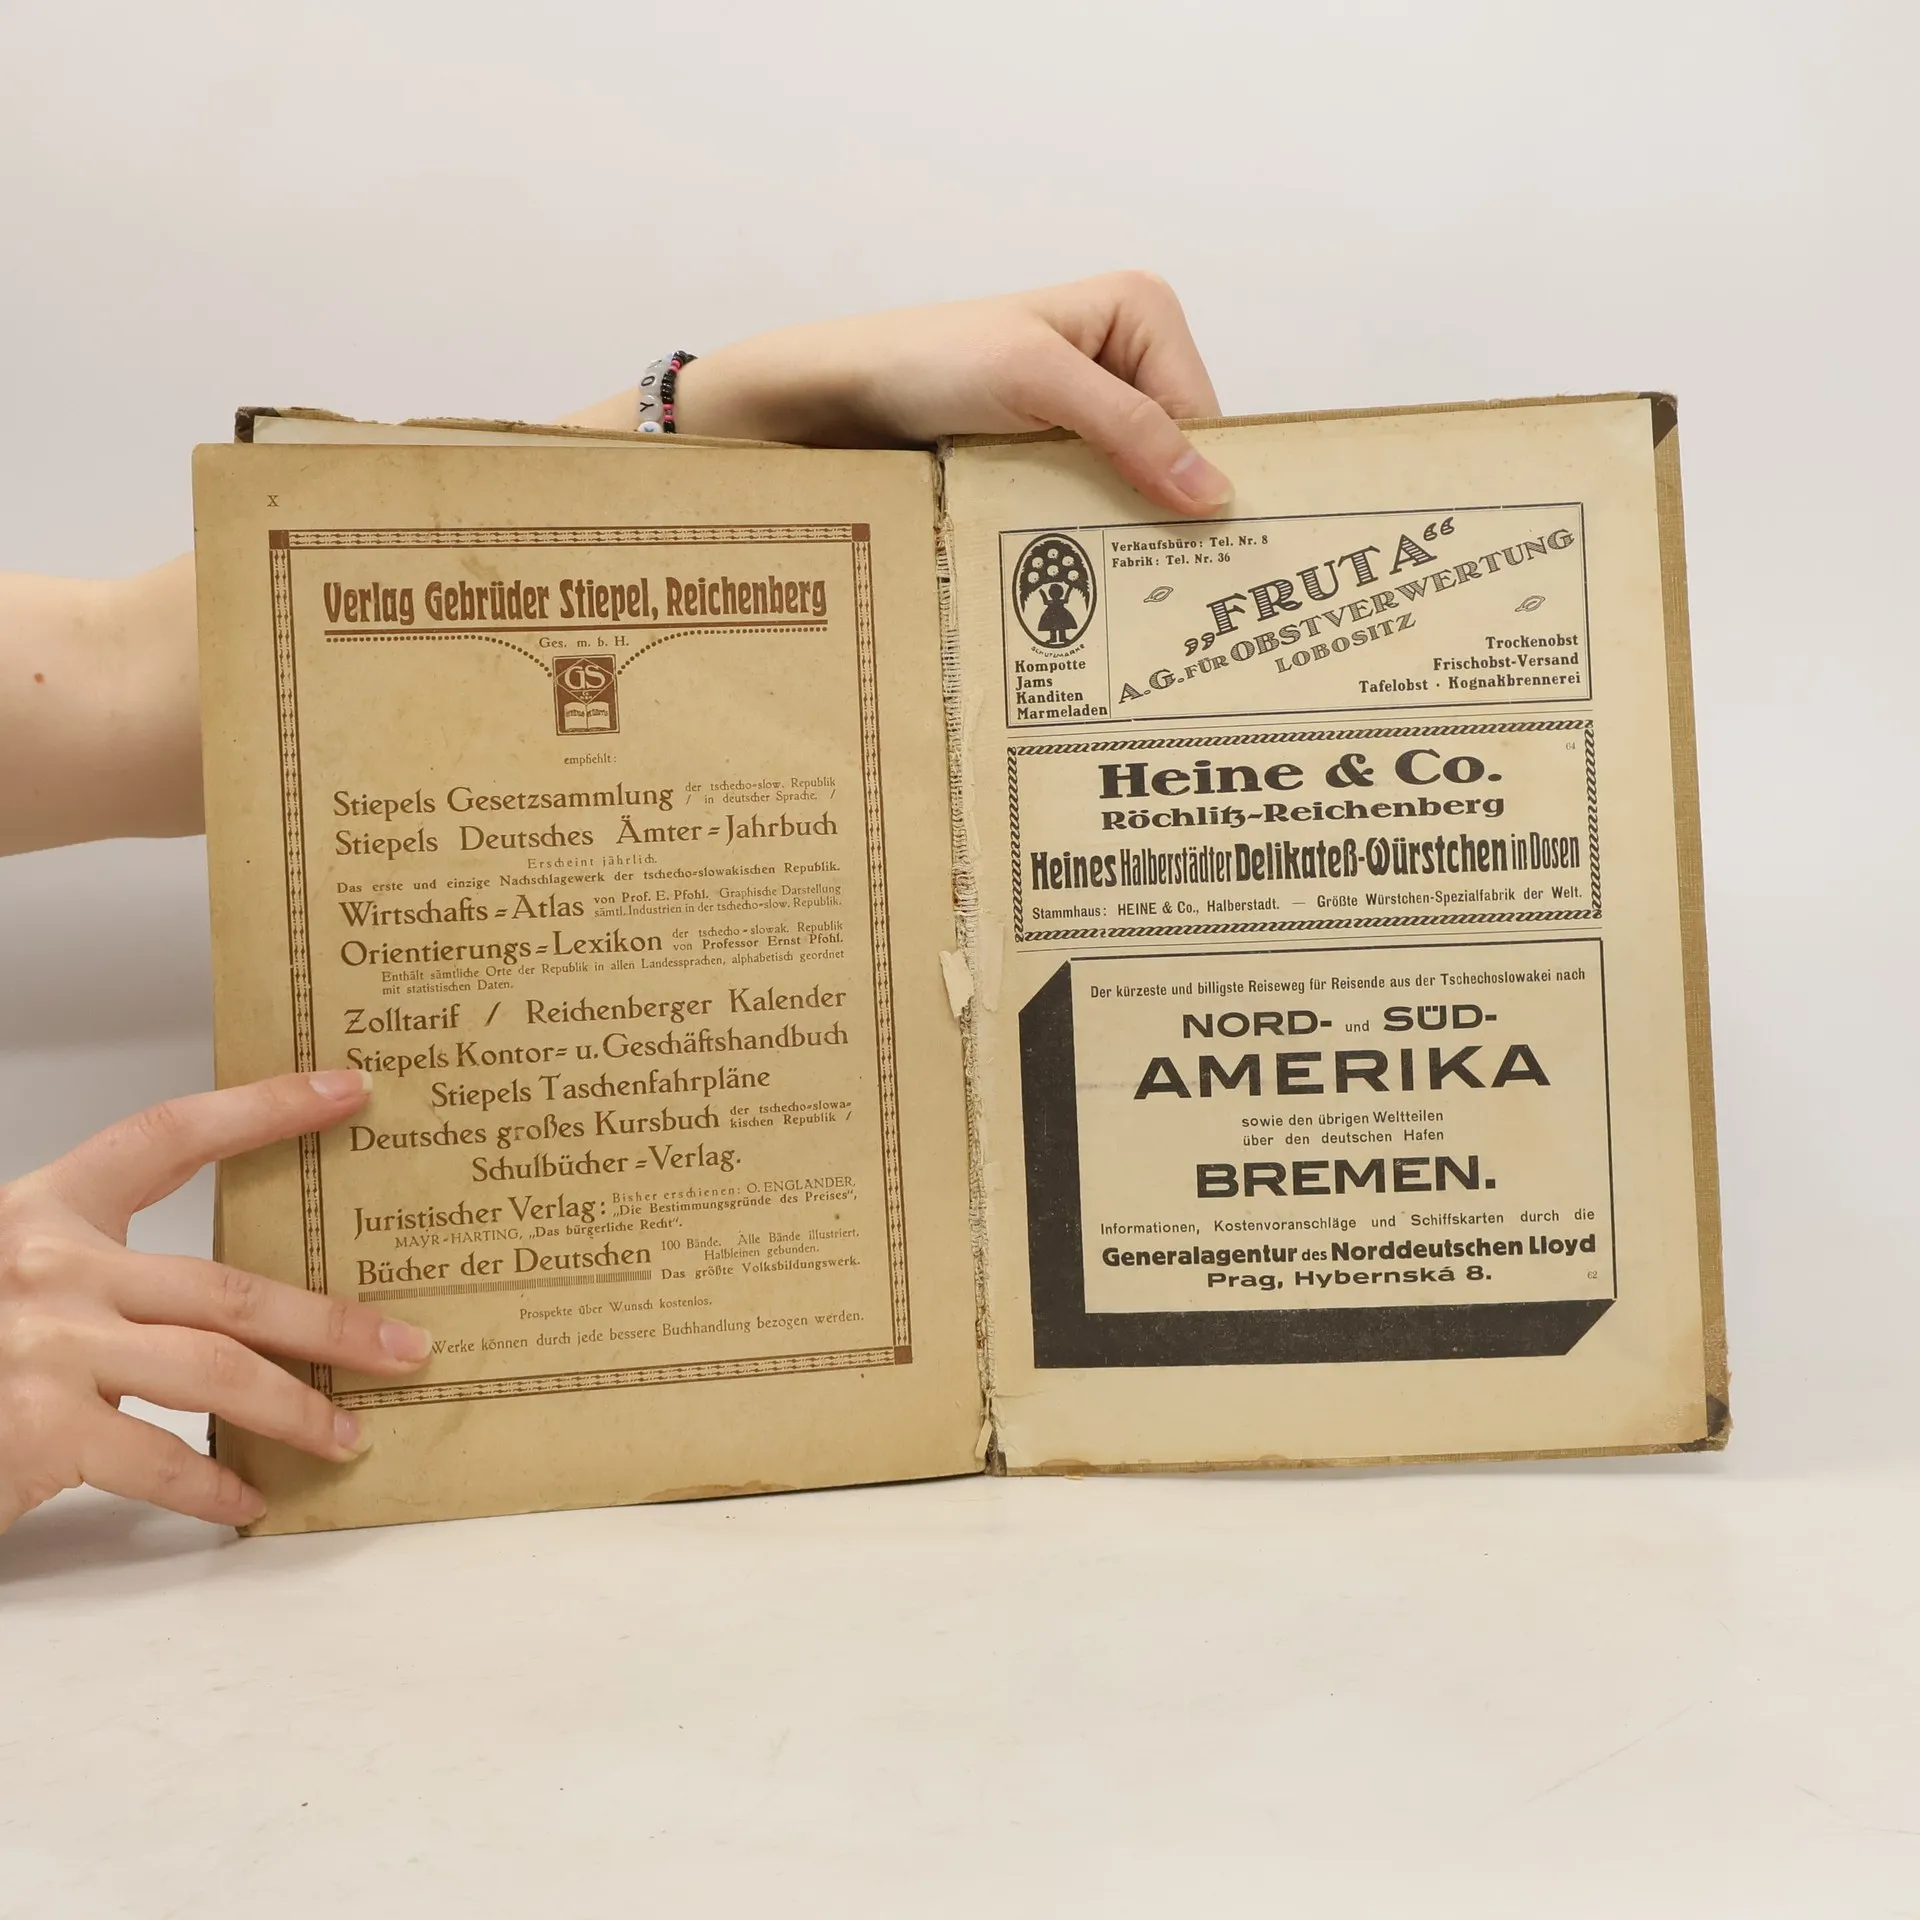 X
Verlag Gebrüder Stiepel, Reichenberg
Ges. m. b. H.
GS
empfiehlt:
Stiepels Gesetzsammlung der tschecho-slow. Republik
/ in deutscher Sprache. /
Stiepels Deutsches Ämter-Jahrbuch
Erscheint jährlich.
Das erste und einzige Nachschlagewerk der tschecho-slowakischen Republik.
Wirtschafts-Atlas von Prof. E. Pfohl. Graphische Darstellung
sämtl. Industrien in der tschecho-slow. Republik.
Orientierungs-Lexikon der tschecho-slowak. Republik
von Professor Ernst Pfohl.
Enthält sämtliche Orte der Republik in allen Landessprachen, alphabetisch geordnet
mit statistischen Daten.
Zolltarif / Reichenberger Kalender
Stiepels Kontor- u. Geschäftshandbuch
Stiepels Taschenfahrpläne
Deutsches großes Kursbuch der tschecho-slowa-
kischen Republik /
Schulbücher-Verlag.
Juristischer Verlag: Bisher erschienen: O. ENGLÄNDER,
„Die Bestimmungsgründe des Preises“,
MAYR-HARTING, „Das bürgerliche Recht“.
Bücher der Deutschen 100 Bände. Alle Bände illustriert.
Halbleinen gebunden.
Das größte Volksbildungswerk.
Prospekte über Wunsch kostenlos.
Werke können durch jede bessere Buchhandlung bezogen werden.
SCHUTZMARKE
Kompotte
Jams
Kanditen
Marmeladen
Verkaufsbüro: Tel. Nr. 8
Fabrik: Tel. Nr. 36
„FRUTA“
A.G. FÜR OBSTVERWERTUNG
LOBOSITZ
Trockenobst
Frischobst-Versand
Tafelobst · Kognakbrennerei
64
Heine & Co.
Röchlitz-Reichenberg
Heines Halberstädter Delikateß-Würstchen in Dosen
Stammhaus: HEINE & Co., Halberstadt. — Größte Würstchen-Spezialfabrik der Welt.
Der kürzeste und billigste Reiseweg für Reisende aus der Tschechoslowakei nach
NORD- und SÜD-
AMERIKA
sowie den übrigen Weltteilen
über den deutschen Hafen
BREMEN.
Informationen, Kostenvoranschläge und Schiffskarten durch die
Generalagentur des Norddeutschen Lloyd
Prag, Hybernská 8.
62
YO